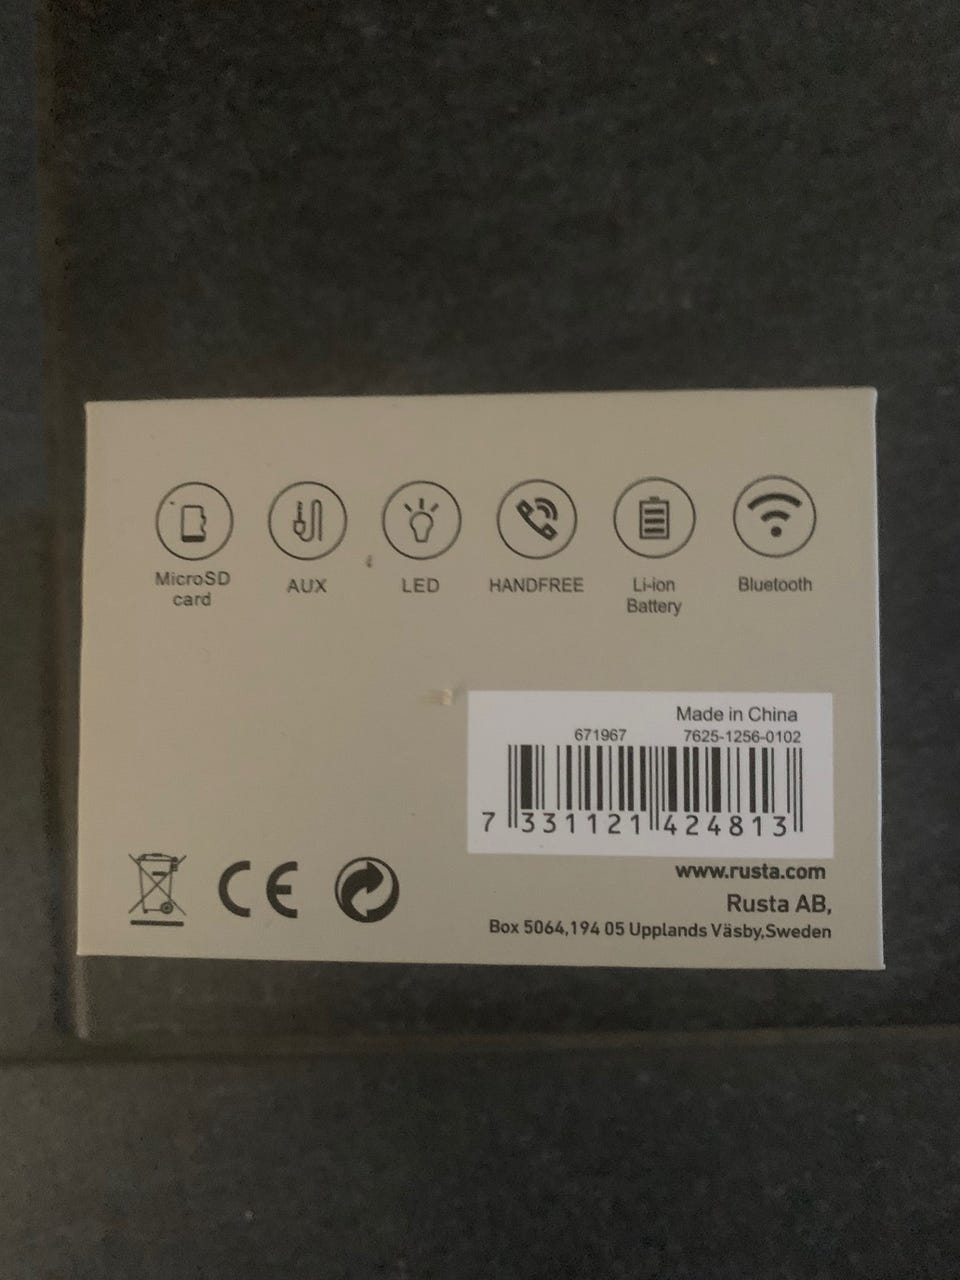 MicroSD
card
AUX
LED
HANDFREE
Li-ion
Battery
Bluetooth
Made in China
671967 7625-1256-0102
7 331121 424813
CE
www.rusta.com
Rusta AB,
Box 5064,194 05 Upplands Väsby,Sweden